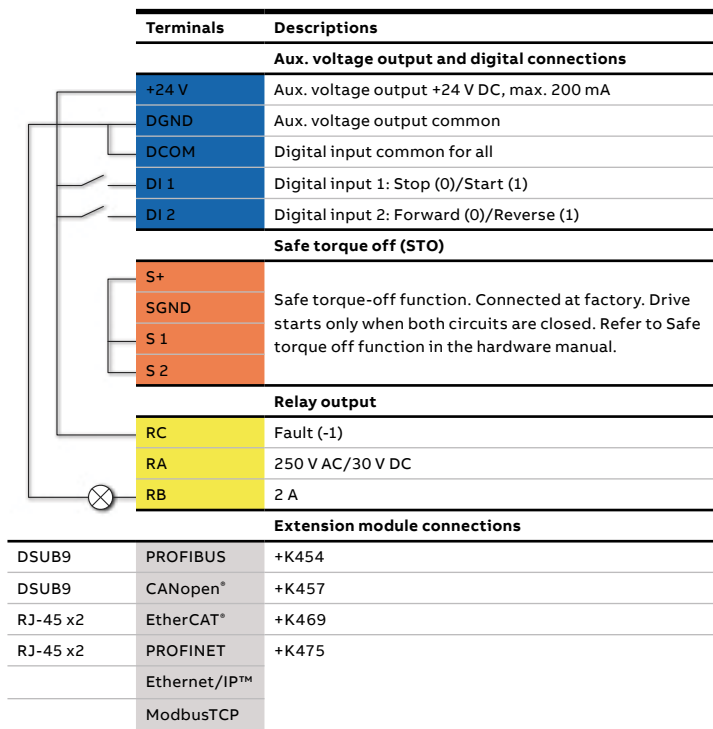 Terminals Descriptions
Aux. voltage output and digital connections
+24 V Aux. voltage output +24 V DC, max. 200 mA
DGND Aux. voltage output common
DCOM Digital input common for all
DI 1 Digital input 1: Stop (0)/Start (1)
DI 2 Digital input 2: Forward (0)/Reverse (1)
Safe torque off (STO)
S+
SGND
S 1
S 2
Safe torque-off function. Connected at factory. Drive
starts only when both circuits are closed. Refer to Safe
torque off function in the hardware manual.
Relay output
RC Fault (-1)
RA 250 V AC/30 V DC
RB 2 A
Extension module connections
DSUB9 PROFIBUS +K454
DSUB9 CANopen® +K457
RJ-45 x2 EtherCAT® +K469
RJ-45 x2 PROFINET +K475
Ethernet/IP™
ModbusTCP